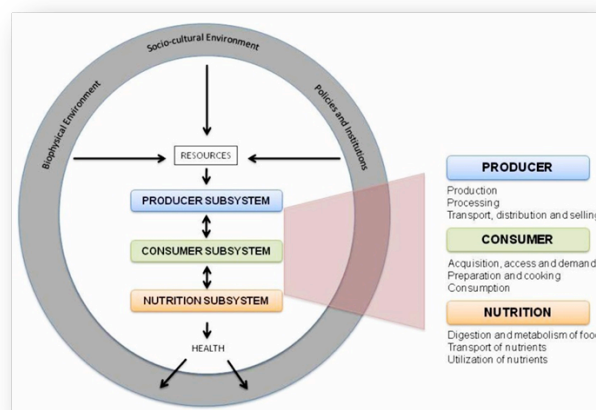 Socio-cultural Environment
Biophysical Environment
Policies and Institutions
RESOURCES
PRODUCER SUBSYSTEM
CONSUMER SUBSYSTEM
NUTRITION SUBSYSTEM
HEALTH
PRODUCER
Production
Processing
Transport, distribution and selling
CONSUMER
Acquisition, access and demand
Preparation and cooking
Consumption
NUTRITION
Digestion and metabolism of foo
Transport of nutrients
Utilization of nutrients